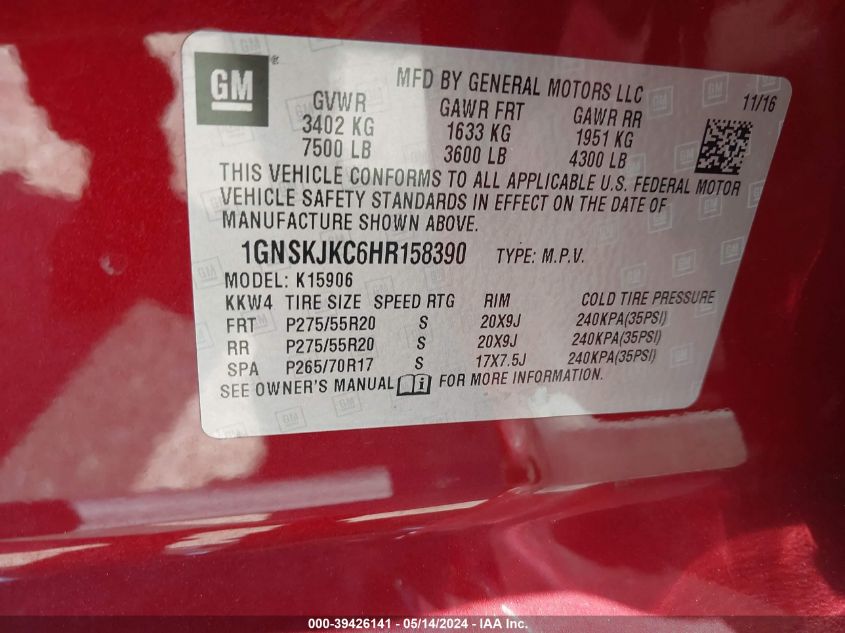 GM
MFD BY GENERAL MOTORS LLC
11/16
GVWR GAWR FRT GAWR RR
3402 KG 1633 KG 1951 KG
7500 LB 3600 LB 4300 LB
THIS VEHICLE CONFORMS TO ALL APPLICABLE U.S. FEDERAL MOTOR
VEHICLE SAFETY STANDARDS IN EFFECT ON THE DATE OF
MANUFACTURE SHOWN ABOVE.
1GNSKJKC6HR158390 TYPE: M.P.V.
MODEL: K15906
KKW4 TIRE SIZE SPEED RTG RIM COLD TIRE PRESSURE
FRT P275/55R20 S 20X9J 240KPA(35PSI)
RR P275/55R20 S 20X9J 240KPA(35PSI)
SPA P265/70R17 S 17X7.5J 240KPA(35PSI)
SEE OWNER'S MANUAL i FOR MORE INFORMATION.
000-39426141 - 05/14/2024 - IAA Inc.